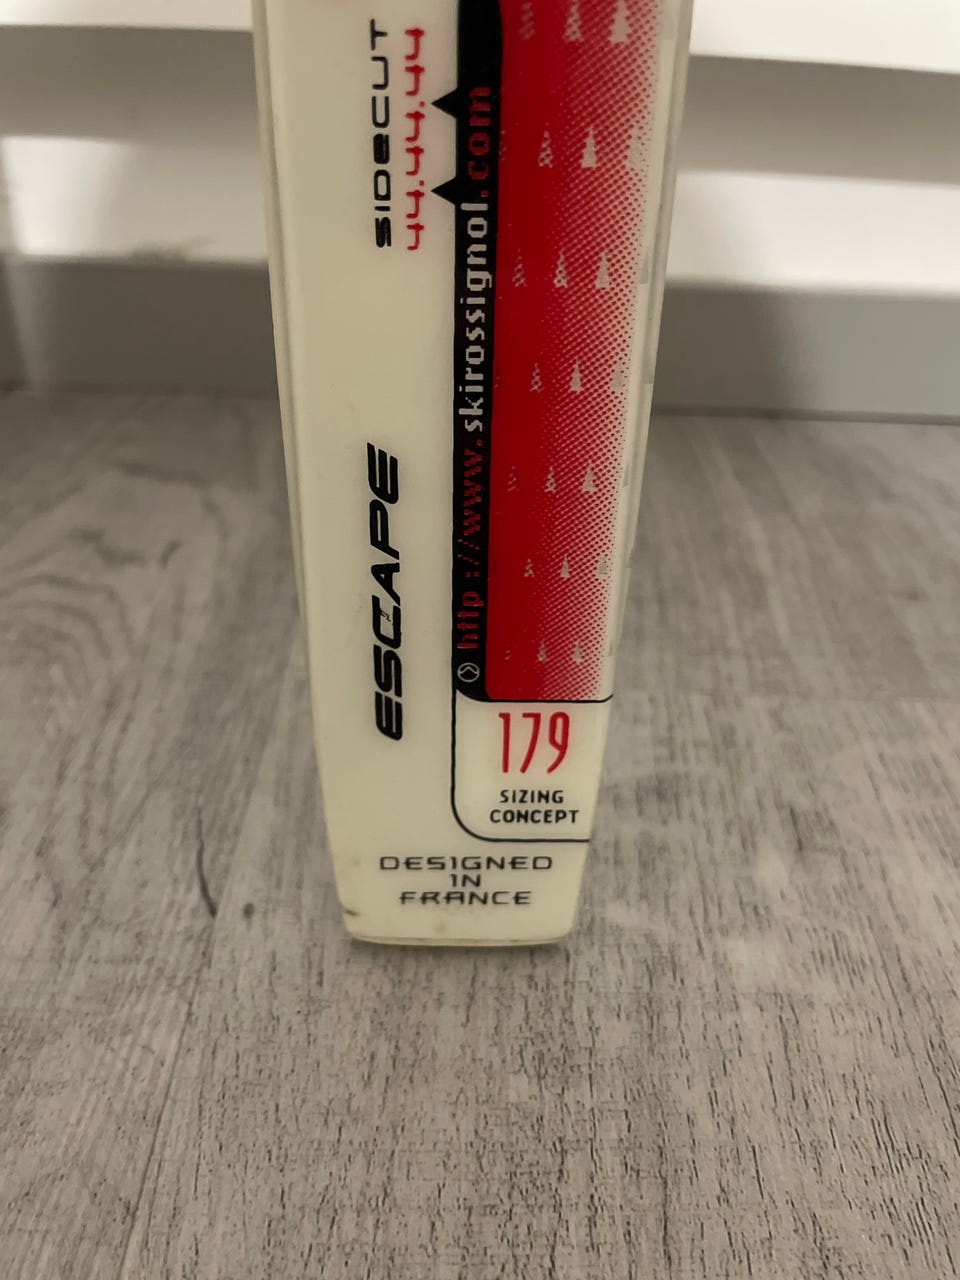 SIDECUT
http://www.skirossignol.com
ESCAPE
179
SIZING
CONCEPT
DESIGNED
IN
FRANCE